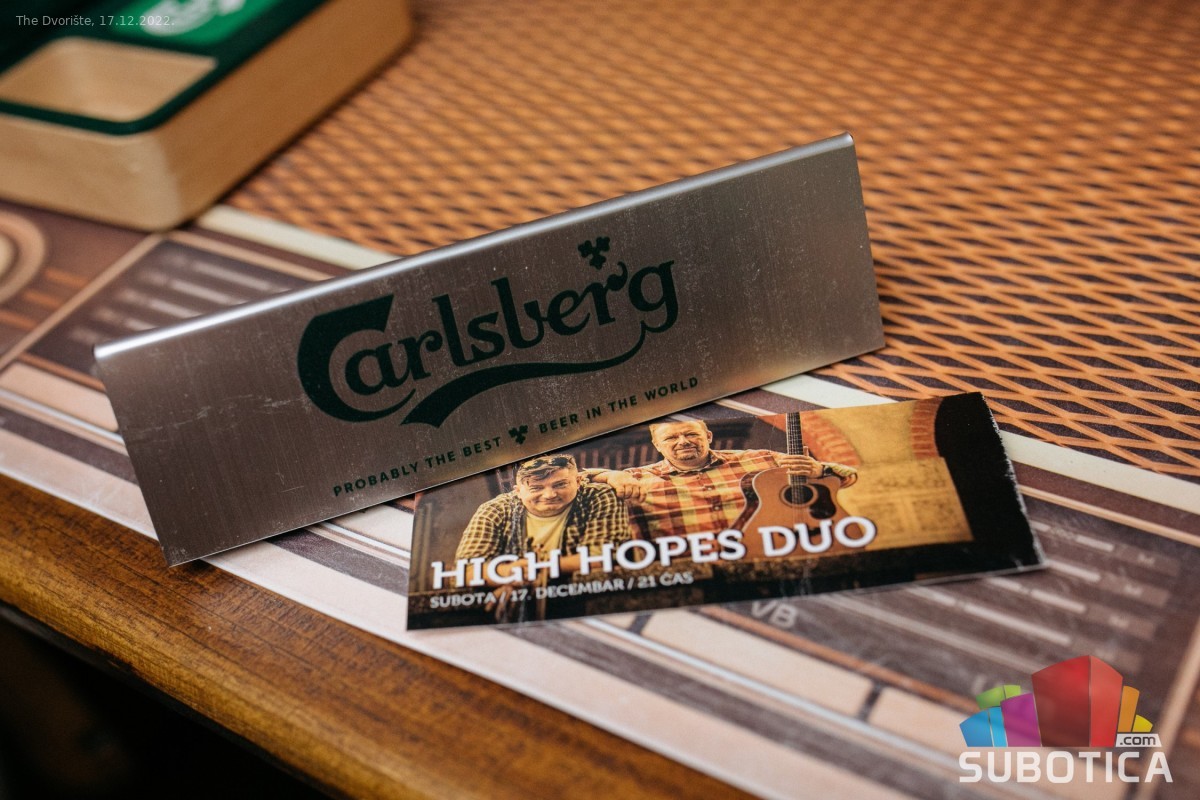 The Dvorište, 17.12.2022.
Carlsberg
PROBABLY THE BEST BEER IN THE WORLD
HIGH HOPES DUO
SUBOTA / 17. DECEMBAR / 21 ČAS
VB
.com
SUBOTICA